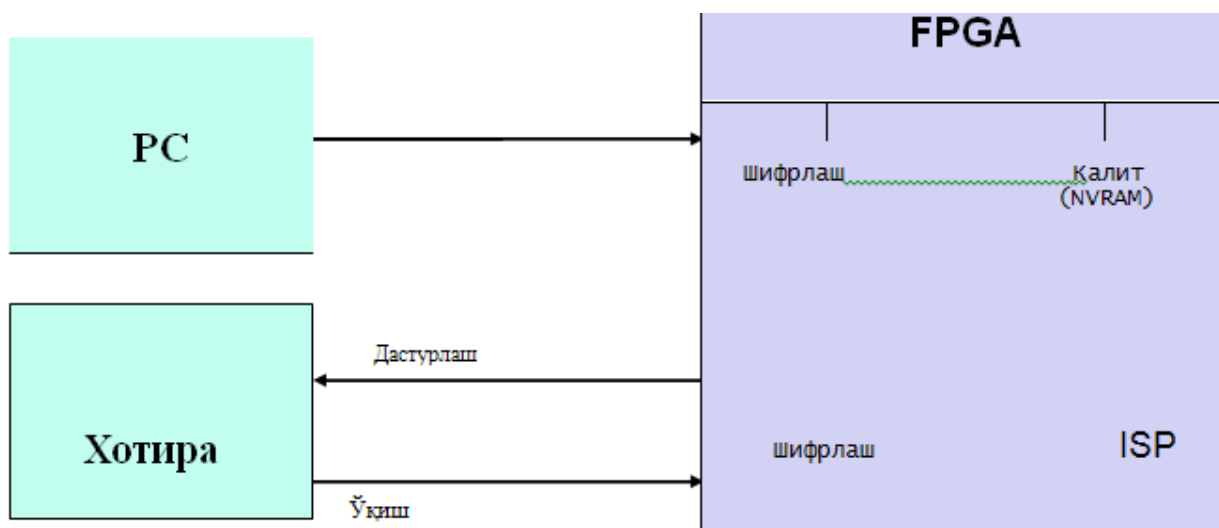 FPGA
PC
Шифрлаш
Қалит
(NVRAM)
Дастурлаш
Хотира
Шифрлаш
ISP
Ўқиш